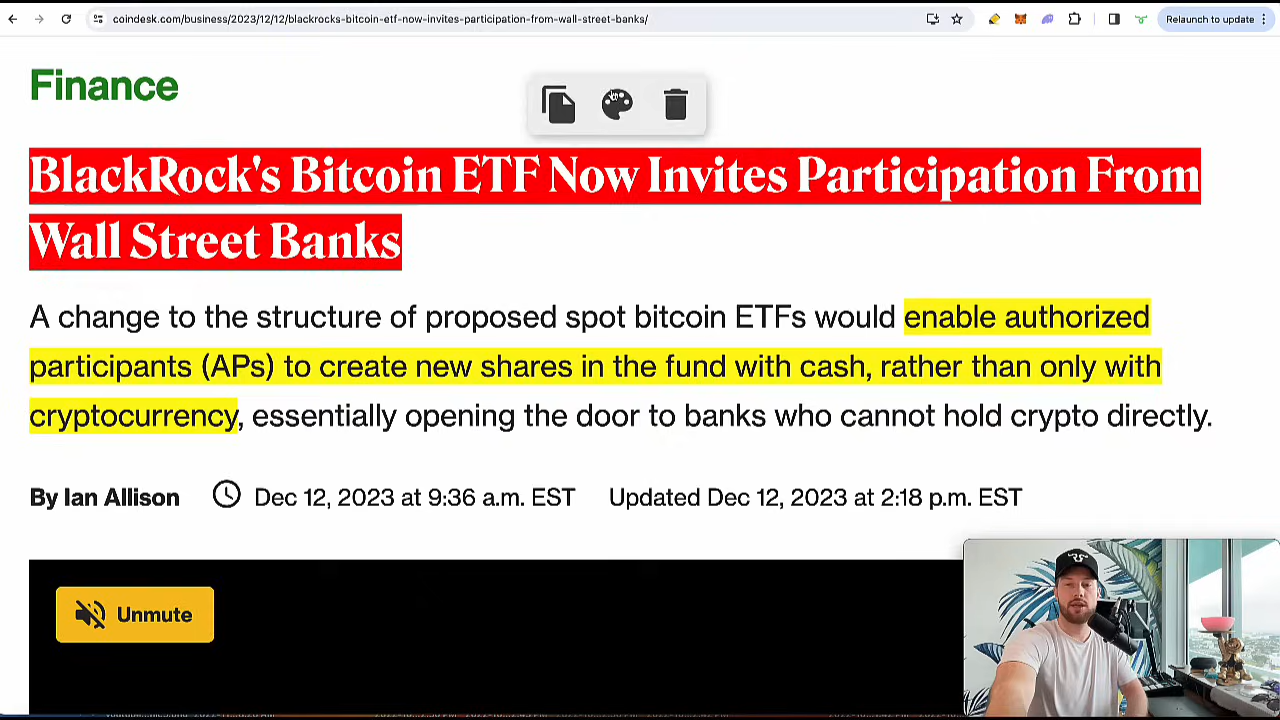 coindesk.com/business/2023/12/12/blackrocks-bitcoin-etf-now-invites-participation-from-wall-street-banks/
Relaunch to update
Finance
BlackRock's Bitcoin ETF Now Invites Participation From
Wall Street Banks
A change to the structure of proposed spot bitcoin ETFs would enable authorized
participants (APs) to create new shares in the fund with cash, rather than only with
cryptocurrency, essentially opening the door to banks who cannot hold crypto directly.
By Ian Allison Dec 12, 2023 at 9:36 a.m. EST Updated Dec 12, 2023 at 2:18 p.m. EST
Unmute